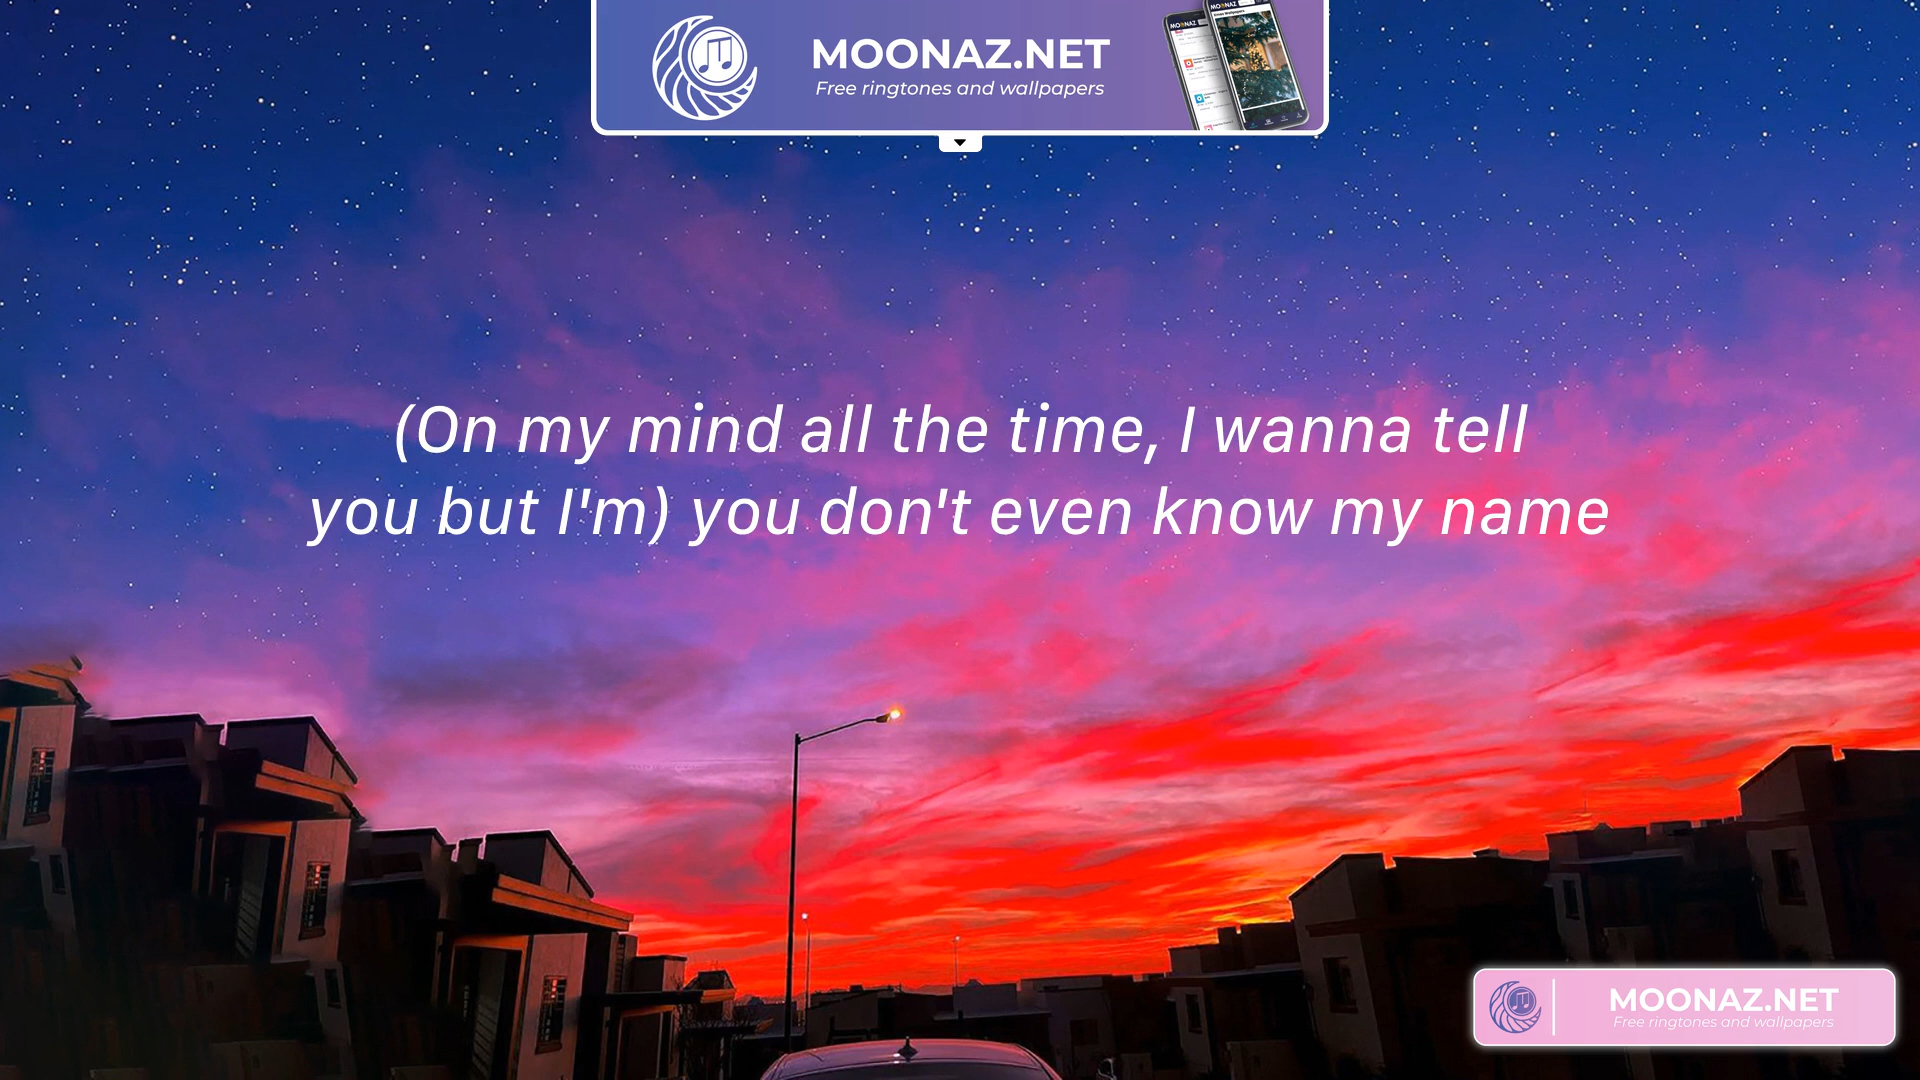 MOONAZ.NET
Free ringtones and wallpapers
(On my mind all the time, I wanna tell
you but I'm) you don't even know my name
MOONAZ.NET
Free ringtones and wallpapers